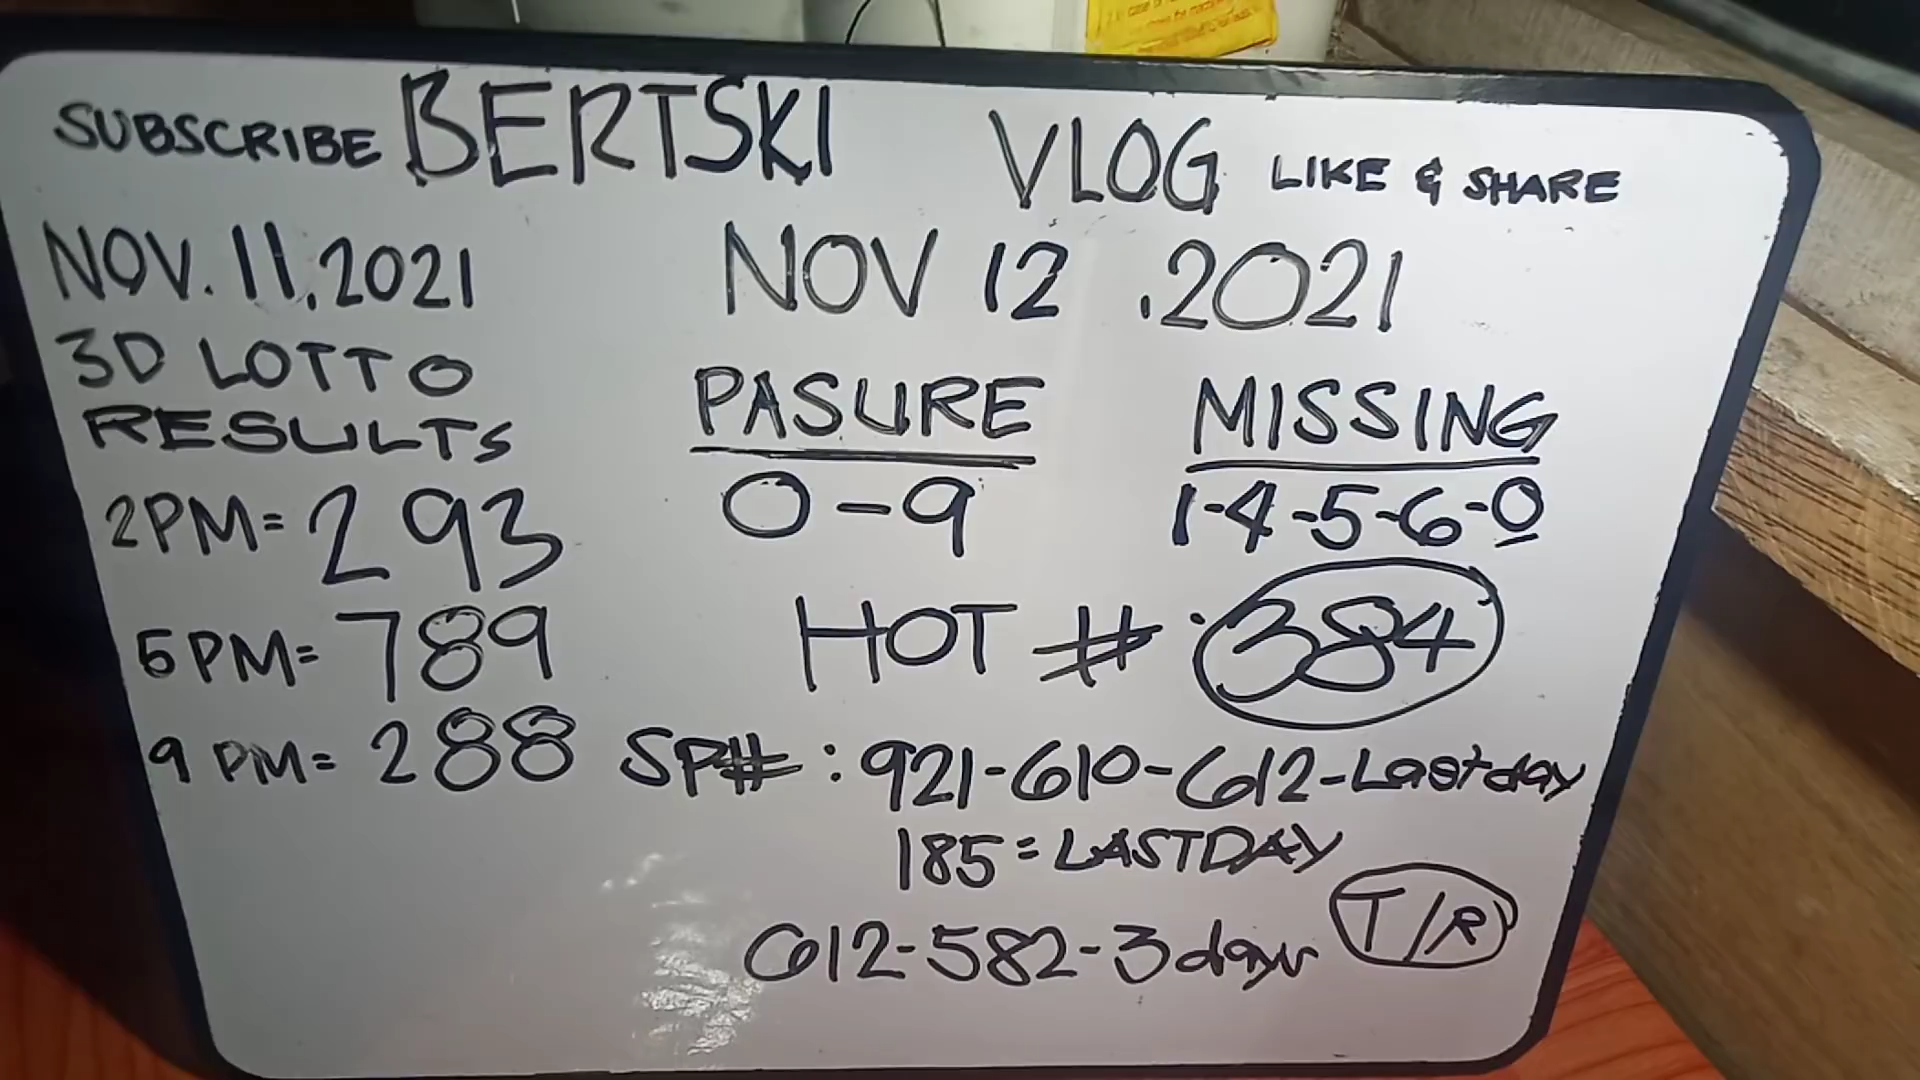 SUBSCRIBE BERTSKI VLOG LIKE & SHARE
NOV. 11, 2021
3D LOTTO
RESULTS
2PM= 293
5PM= 789
9 PM= 288
NOV 12 .2021
PASURE
0-9
MISSING
1-4-5-6-0
HOT # 384
SP# : 921-610-612-Lastday
185 = LASTDAY
612-582-3days
T/R